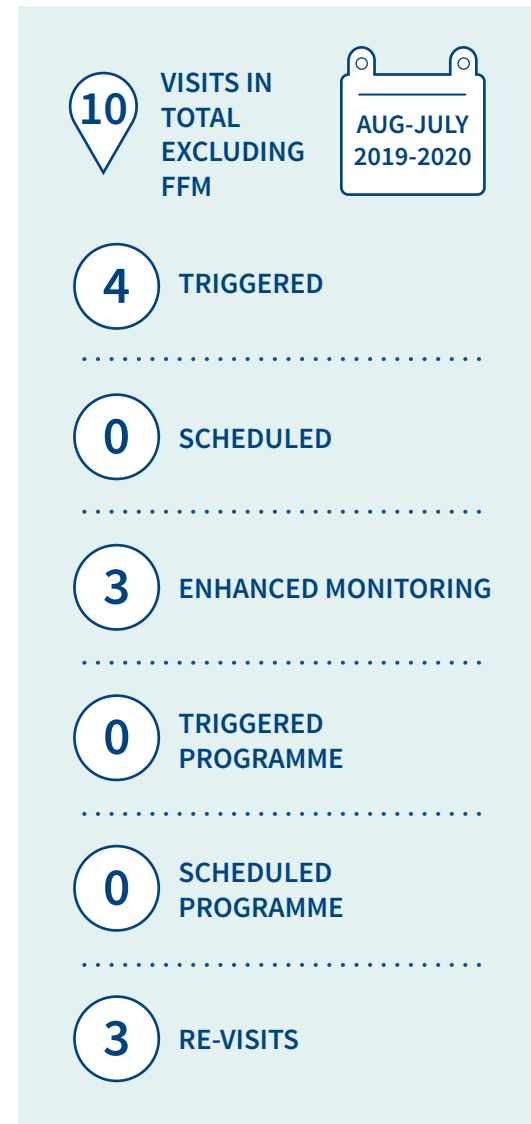 10
VISITS IN
TOTAL
EXCLUDING
FFM
AUG-JULY
2019-2020
4
TRIGGERED
0
SCHEDULED
3
ENHANCED MONITORING
0
TRIGGERED
PROGRAMME
0
SCHEDULED
PROGRAMME
3
RE-VISITS